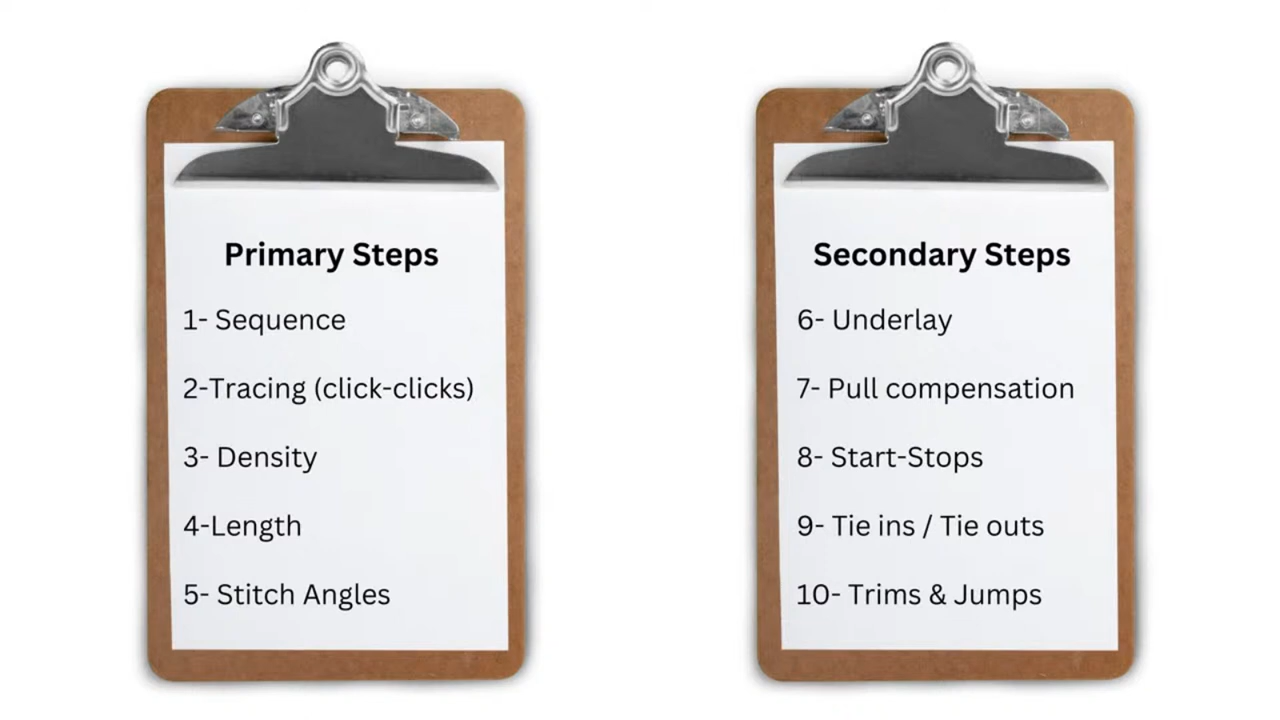 Primary Steps
1- Sequence
2-Tracing (click-clicks)
3- Density
4-Length
5- Stitch Angles
Secondary Steps
6- Underlay
7- Pull compensation
8- Start-Stops
9- Tie ins / Tie outs
10- Trims & Jumps